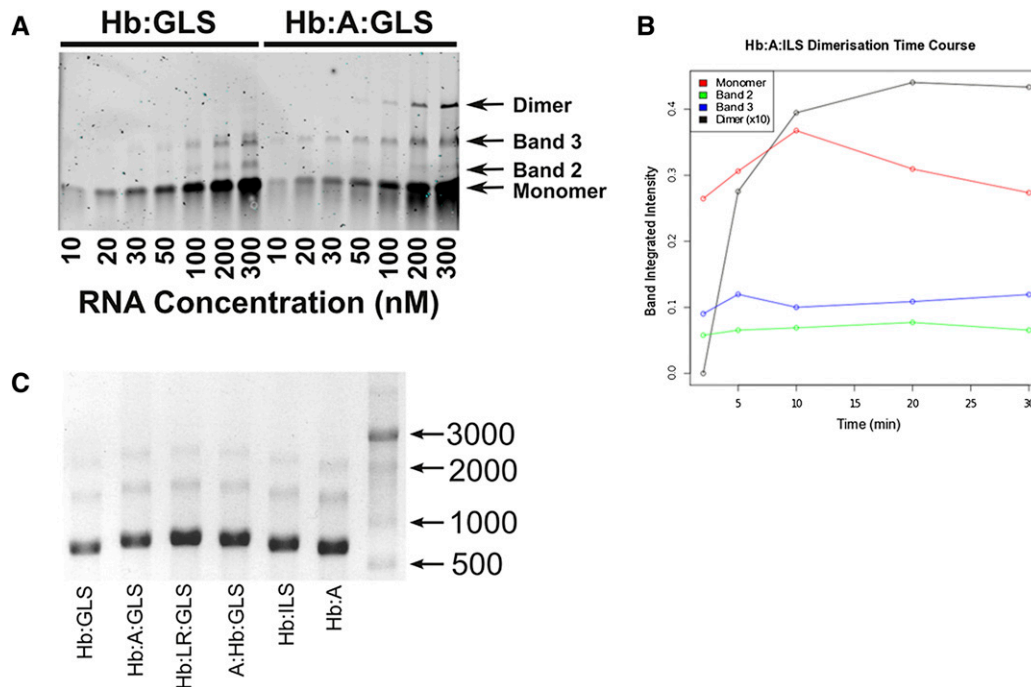 A
Hb:GLS Hb:A:GLS
Dimer
Band 3
Band 2
Monomer
10 20 30 50 100 200 300 10 20 30 50 100 200 300
RNA Concentration (nM)
B
Hb:A:ILS Dimerisation Time Course
Monomer
Band 2
Band 3
Dimer (x10)
Band Integrated Intensity
0.4
0.3
0.2
0.1
0.0
5 10 15 20 25 30
Time (min)
C
3000
2000
1000
500
Hb:GLS
Hb:A:GLS
Hb:LR:GLS
A:Hb:GLS
Hb:ILS
Hb:A